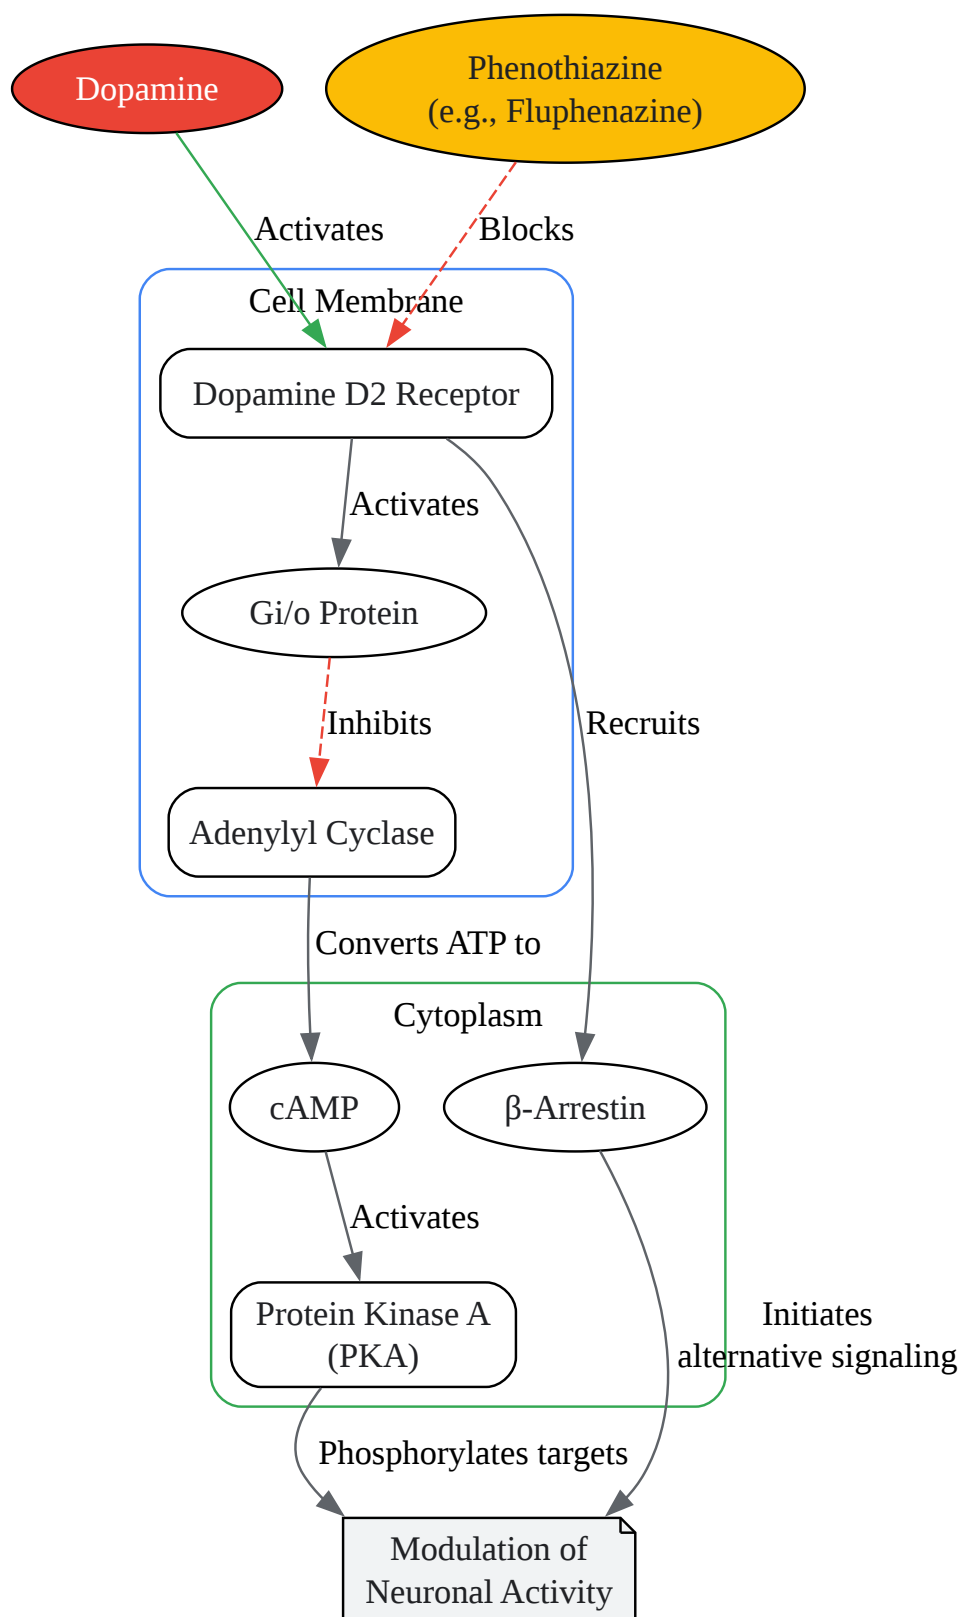 Dopamine
Phenothiazine
(e.g., Fluphenazine)
Activates
Blocks
Cell Membrane
Dopamine D2 Receptor
Activates
Gi/o Protein
Inhibits
Recruits
Adenylyl Cyclase
Converts ATP to
Cytoplasm
cAMP
β-Arrestin
Activates
Protein Kinase A
(PKA)
Initiates
alternative signaling
Phosphorylates targets
Modulation of
Neuronal Activity